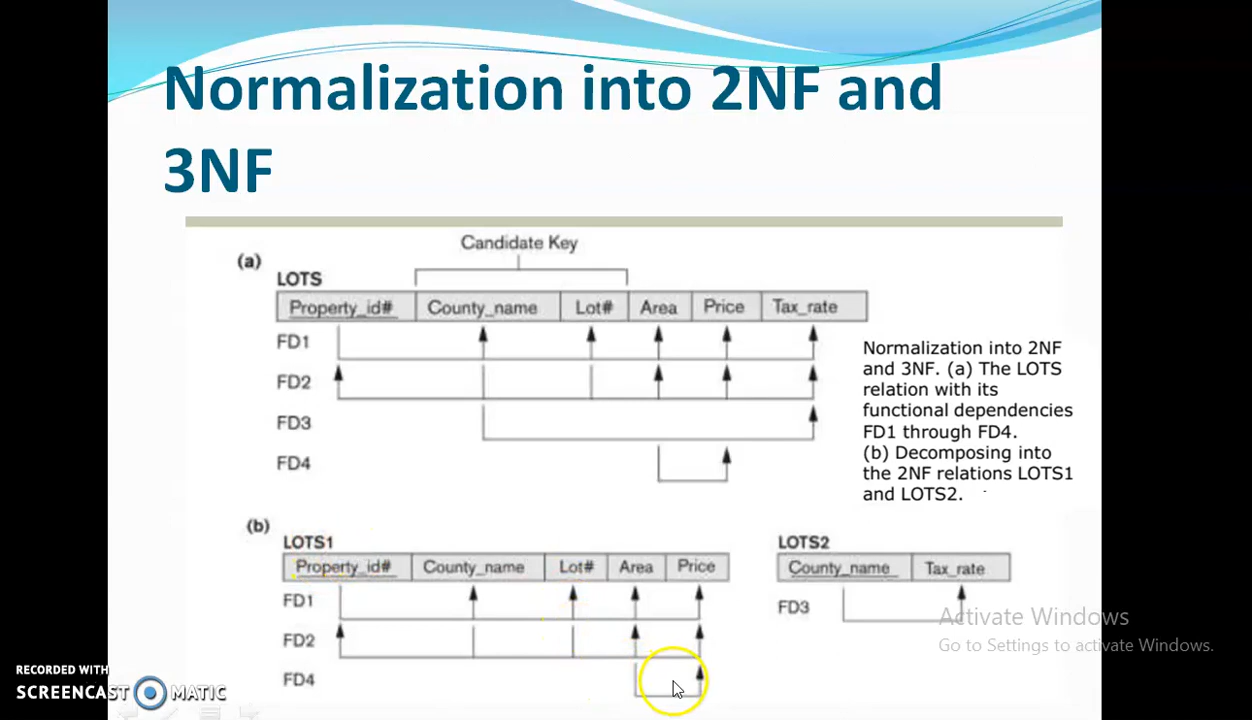 Normalization into 2NF and
3NF
Candidate Key
(a)
LOTS
Property_id# County_name Lot# Area Price Tax_rate
FD1
FD2
FD3
FD4
Normalization into 2NF
and 3NF. (a) The LOTS
relation with its
functional dependencies
FD1 through FD4.
(b) Decomposing into
the 2NF relations LOTS1
and LOTS2.
(b)
LOTS1
Property_id# County_name Lot# Area Price
FD1
FD2
FD4
LOTS2
County_name Tax_rate
FD3
Activate Windows
Go to Settings to activate Windows.
RECORDED WITH
SCREENCAST MATIC